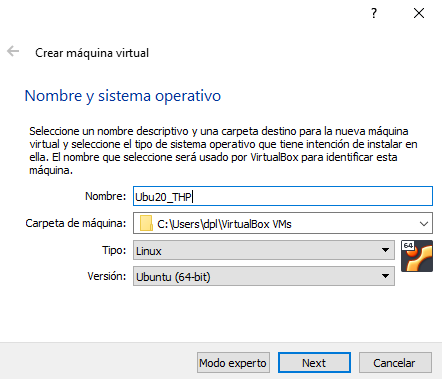 ?
Crear máquina virtual
Nombre y sistema operativo
Seleccione un nombre descriptivo y una carpeta destino para la nueva máquina
virtual y seleccione el tipo de sistema operativo que tiene intención de instalar en
ella. El nombre que seleccione será usado por VirtualBox para identificar esta
máquina.
Nombre: Ubu20_THP
Carpeta de máquina: C:\Users\dpl\VirtualBox VMs
Tipo: Linux
64
Versión: Ubuntu (64-bit)
Modo experto Next Cancelar